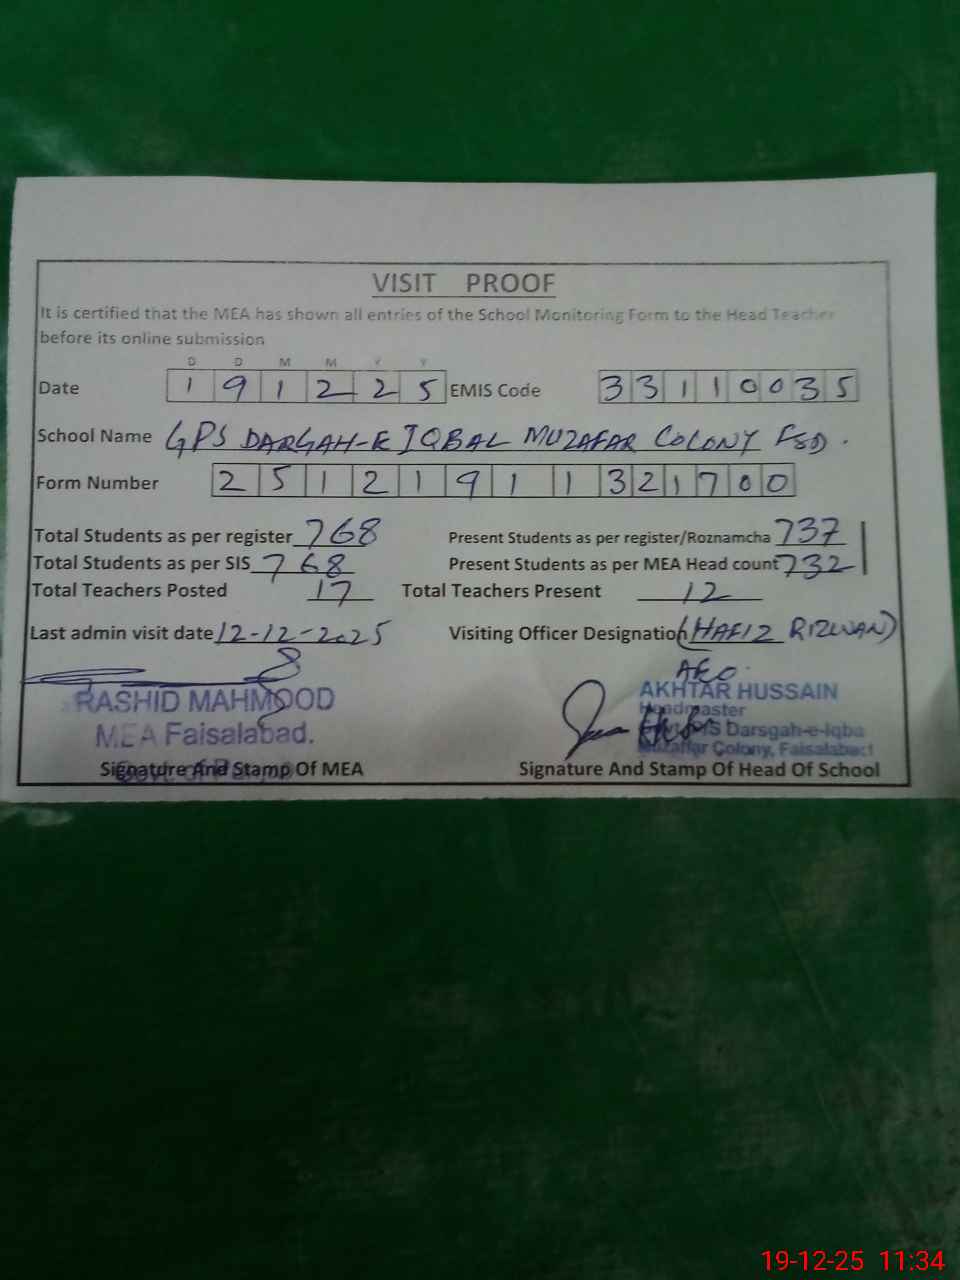 VISIT PROOF
It is certified that the MEA has shown all entries of the School Monitoring Form to the Head Teacher
before its online submission
D D M M Y Y
Date 1 9 1 2 2 5 EMIS Code 3 3 1 1 0 0 3 5
School Name GPS DARGAH-E IQBAL MUZAFAR COLONY FSD.
Form Number 2 5 1 2 1 9 1 1 3 2 1 7 0 0
Total Students as per register 768 Present Students as per register/Roznamcha 737
Total Students as per SIS 768 Present Students as per MEA Head count 732
Total Teachers Posted 17 Total Teachers Present 12
Last admin visit date 12-12-2025 Visiting Officer Designation (HAFIZ RIZWAN)
AEO
RASHID MAHMOOD AKHTAR HUSSAIN
Headmaster
MEA Faisalabad. Darsgah-e-Iqba
Muzaffar Colony, Faisalabad
Signature And Stamp Of MEA Signature And Stamp Of Head Of School
19-12-25 11:34